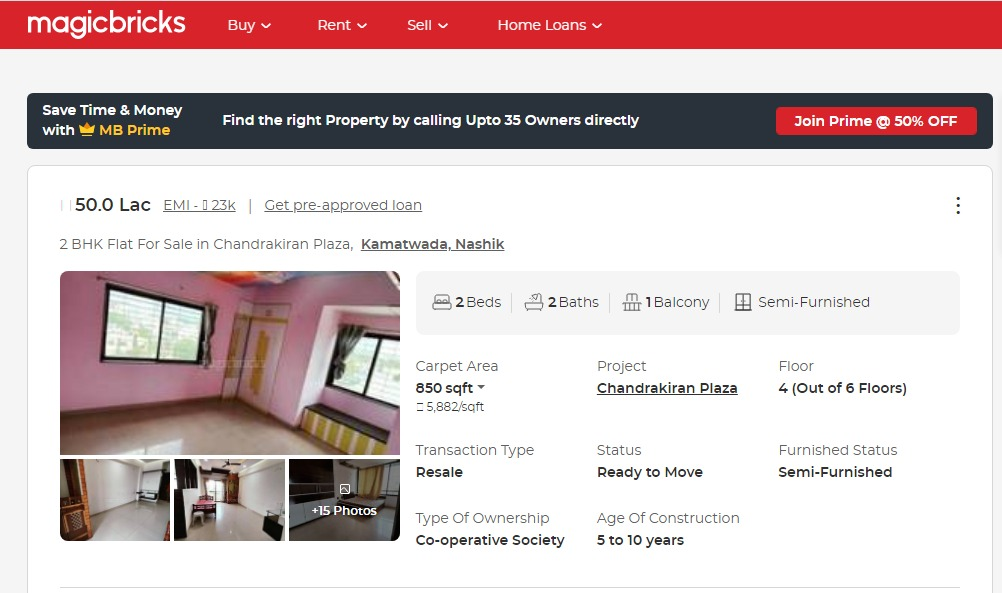 magicbricks
Buy
Rent
Sell
Home Loans
Save Time & Money
with MB Prime
Find the right Property by calling Upto 35 Owners directly
Join Prime @ 50% OFF
50.0 Lac EMI - 23k | Get pre-approved loan
2 BHK Flat For Sale in Chandrakiran Plaza, Kamatwada, Nashik
2 Beds
2 Baths
1 Balcony
Semi-Furnished
Carpet Area
850 sqft
5,882/sqft
Project
Chandrakiran Plaza
Floor
4 (Out of 6 Floors)
Transaction Type
Resale
Status
Ready to Move
Furnished Status
Semi-Furnished
+15 Photos
Type Of Ownership
Co-operative Society
Age Of Construction
5 to 10 years